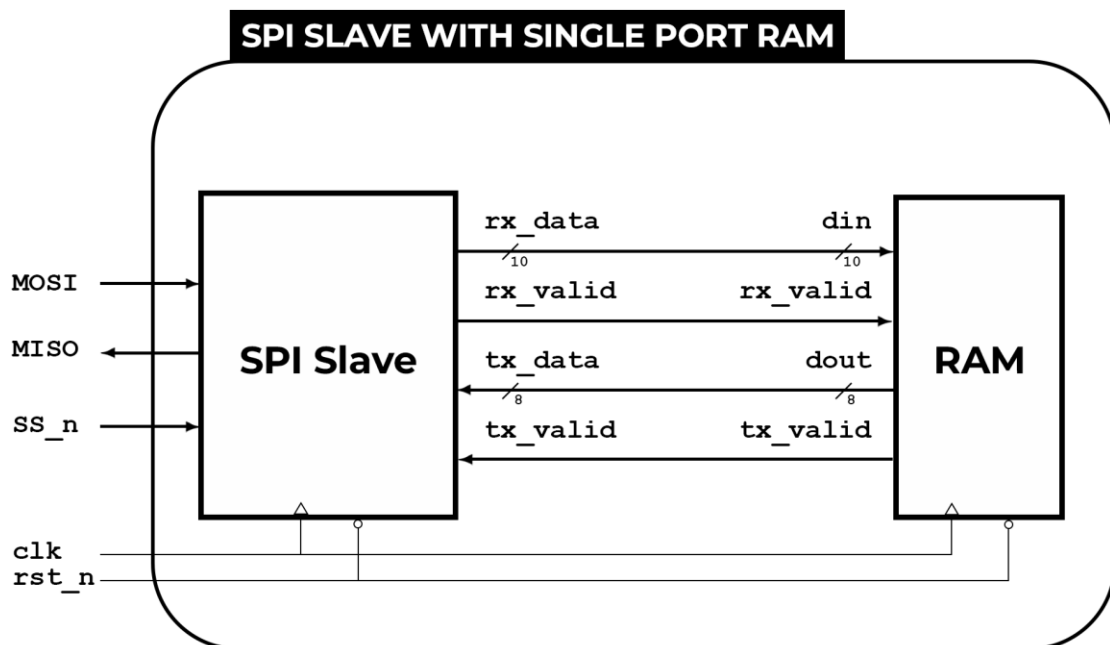 SPI SLAVE WITH SINGLE PORT RAM
rx_data din
10 10
MOSI
rx_valid rx_valid
MISO
SPI Slave
tx_data dout
RAM
8 8
SS_n
tx_valid tx_valid
clk
rst_n